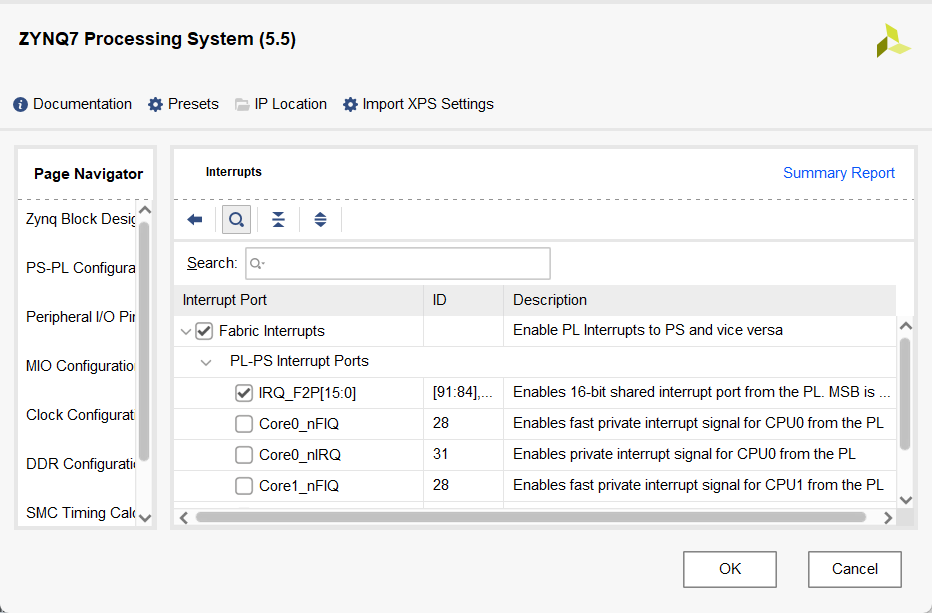 ZYNQ7 Processing System (5.5)
Documentation Presets IP Location Import XPS Settings
Page Navigator
Zynq Block Desig
PS-PL Configura
Peripheral I/O Pin
MIO Configuration
Clock Configurat
DDR Configuratio
SMC Timing Calc
Interrupts
Summary Report
Search:
Interrupt Port ID Description
Fabric Interrupts Enable PL Interrupts to PS and vice versa
PL-PS Interrupt Ports
IRQ_F2P[15:0] [91:84],... Enables 16-bit shared interrupt port from the PL. MSB is ...
Core0_nFIQ 28 Enables fast private interrupt signal for CPU0 from the PL
Core0_nIRQ 31 Enables private interrupt signal for CPU0 from the PL
Core1_nFIQ 28 Enables fast private interrupt signal for CPU1 from the PL
OK Cancel